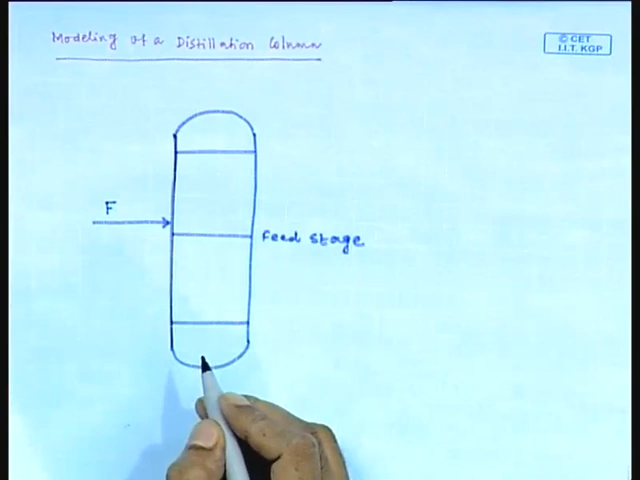 Modeling of a Distillation Column
© CET
I.I.T. KGP
F
Feed Stage